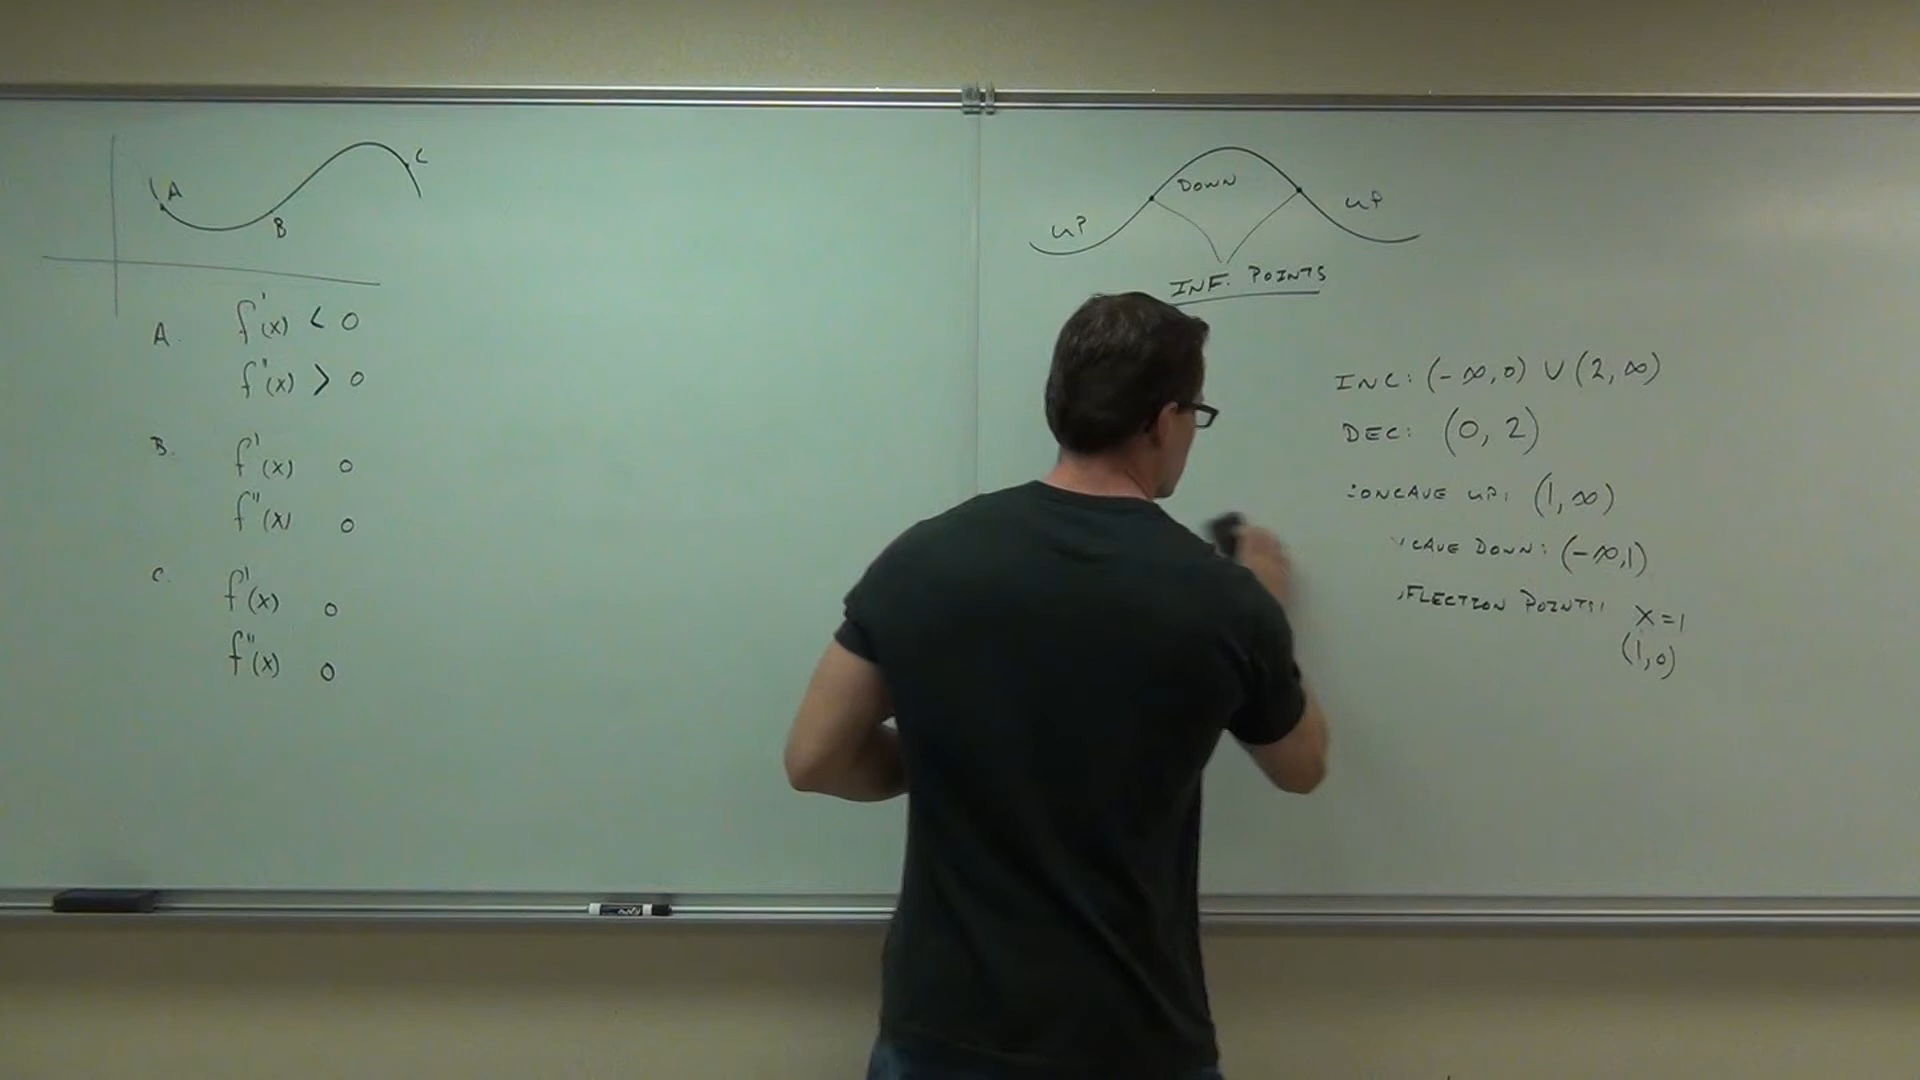 A
B
C
A. f'(x) < 0
f''(x) > 0
B. f'(x) 0
f''(x) 0
C. f'(x) 0
f''(x) 0
UP
DOWN
UP
INF. POINTS
INC: (-∞,0) ∪ (2,∞)
DEC: (0, 2)
ONCAVE UP: (1,∞)
CAVE DOWN: (-∞,1)
FLECTION POINTS: X=1
(1,0)